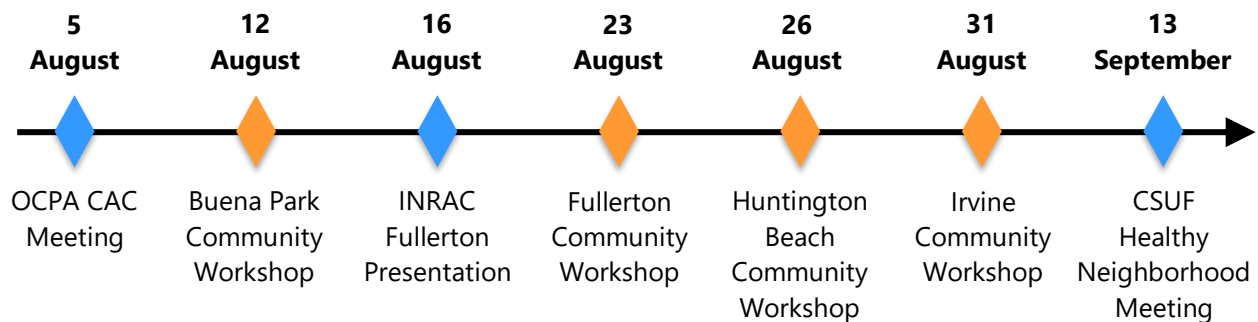 5
August
12
August
16
August
23
August
26
August
31
August
13
September
OCPA CAC
Meeting
Buena Park
Community
Workshop
INRAC
Fullerton
Presentation
Fullerton
Community
Workshop
Huntington
Beach
Community
Workshop
Irvine
Community
Workshop
CSUF
Healthy
Neighborhood
Meeting